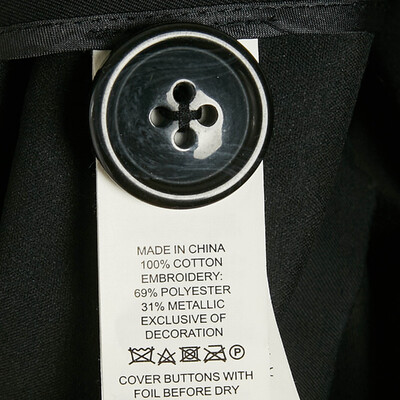 MADE IN CHINA
100% COTTON
EMBROIDERY:
69% POLYESTER
31% METALLIC
EXCLUSIVE OF
DECORATION
P
COVER BUTTONS WITH
FOIL BEFORE DRY